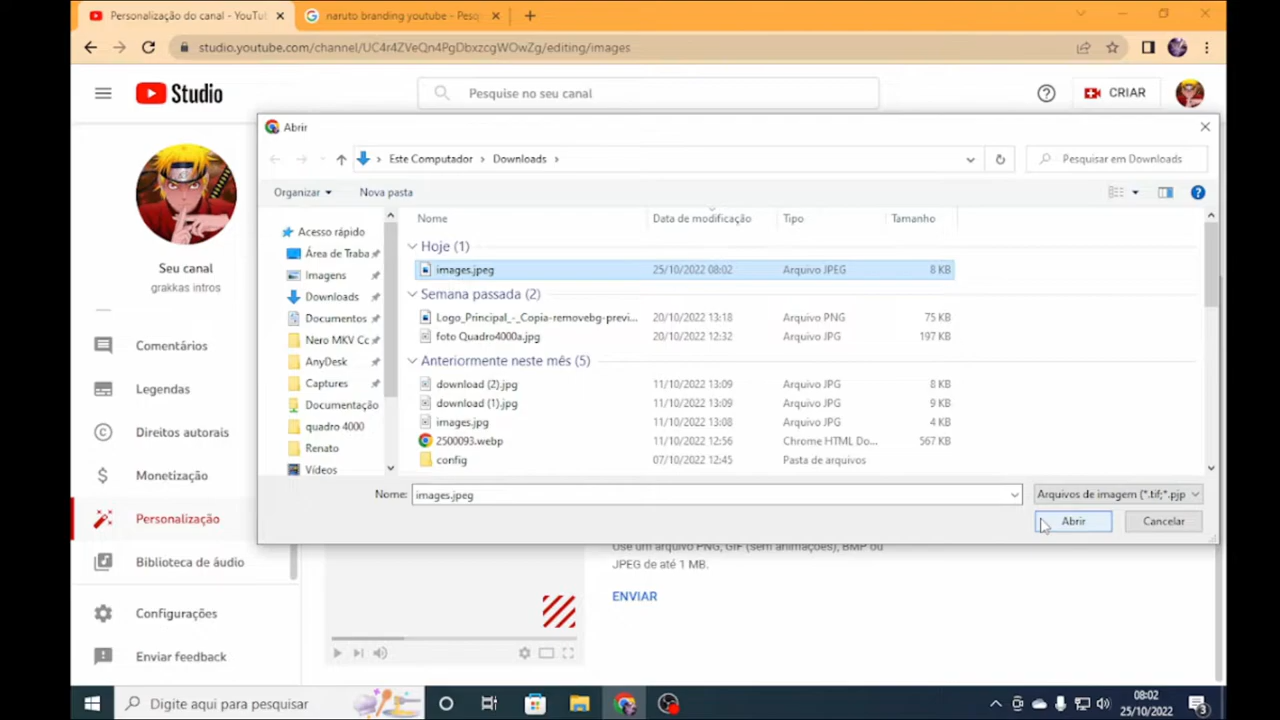 Personalização do canal - YouTu
naruto branding youtube - Pesq
studio.youtube.com/channel/UC4r4ZVeQn4PgDbxzcgWOwZg/editing/images
Studio
Pesquise no seu canal
CRIAR
Abrir
Este Computador
Downloads
Pesquisar em Downloads
Organizar
Nova pasta
Nome
Data de modificação
Tipo
Tamanho
Acesso rápido
Área de Traba
Imagens
Downloads
Documentos
Nero MKV Cc
AnyDesk
Captures
Documentação
quadro 4000
Renato
Vídeos
Hoje (1)
images.jpeg 25/10/2022 08:02 Arquivo JPEG 8 KB
Semana passada (2)
Logo_Principal_-_Copia-removebg-previ... 20/10/2022 13:18 Arquivo PNG 75 KB
foto Quadro4000a.jpg 20/10/2022 12:32 Arquivo JPG 197 KB
Anteriormente neste mês (5)
download (2).jpg 11/10/2022 13:09 Arquivo JPG 8 KB
download (1).jpg 11/10/2022 13:09 Arquivo JPG 9 KB
images.jpg 11/10/2022 13:08 Arquivo JPG 4 KB
2500093.webp 11/10/2022 12:56 Chrome HTML Do... 567 KB
config 07/10/2022 12:45 Pasta de arquivos
Nome: images.jpeg
Arquivos de imagem (*.tif;*.pjp
Abrir
Cancelar
Seu canal
grakkas intros
Comentários
Legendas
Direitos autorais
Monetização
Personalização
Biblioteca de áudio
Configurações
Enviar feedback
Use um arquivo PNG, GIF (sem animações), BMP ou
JPEG de até 1 MB.
ENVIAR
Digite aqui para pesquisar
08:02
25/10/2022
3